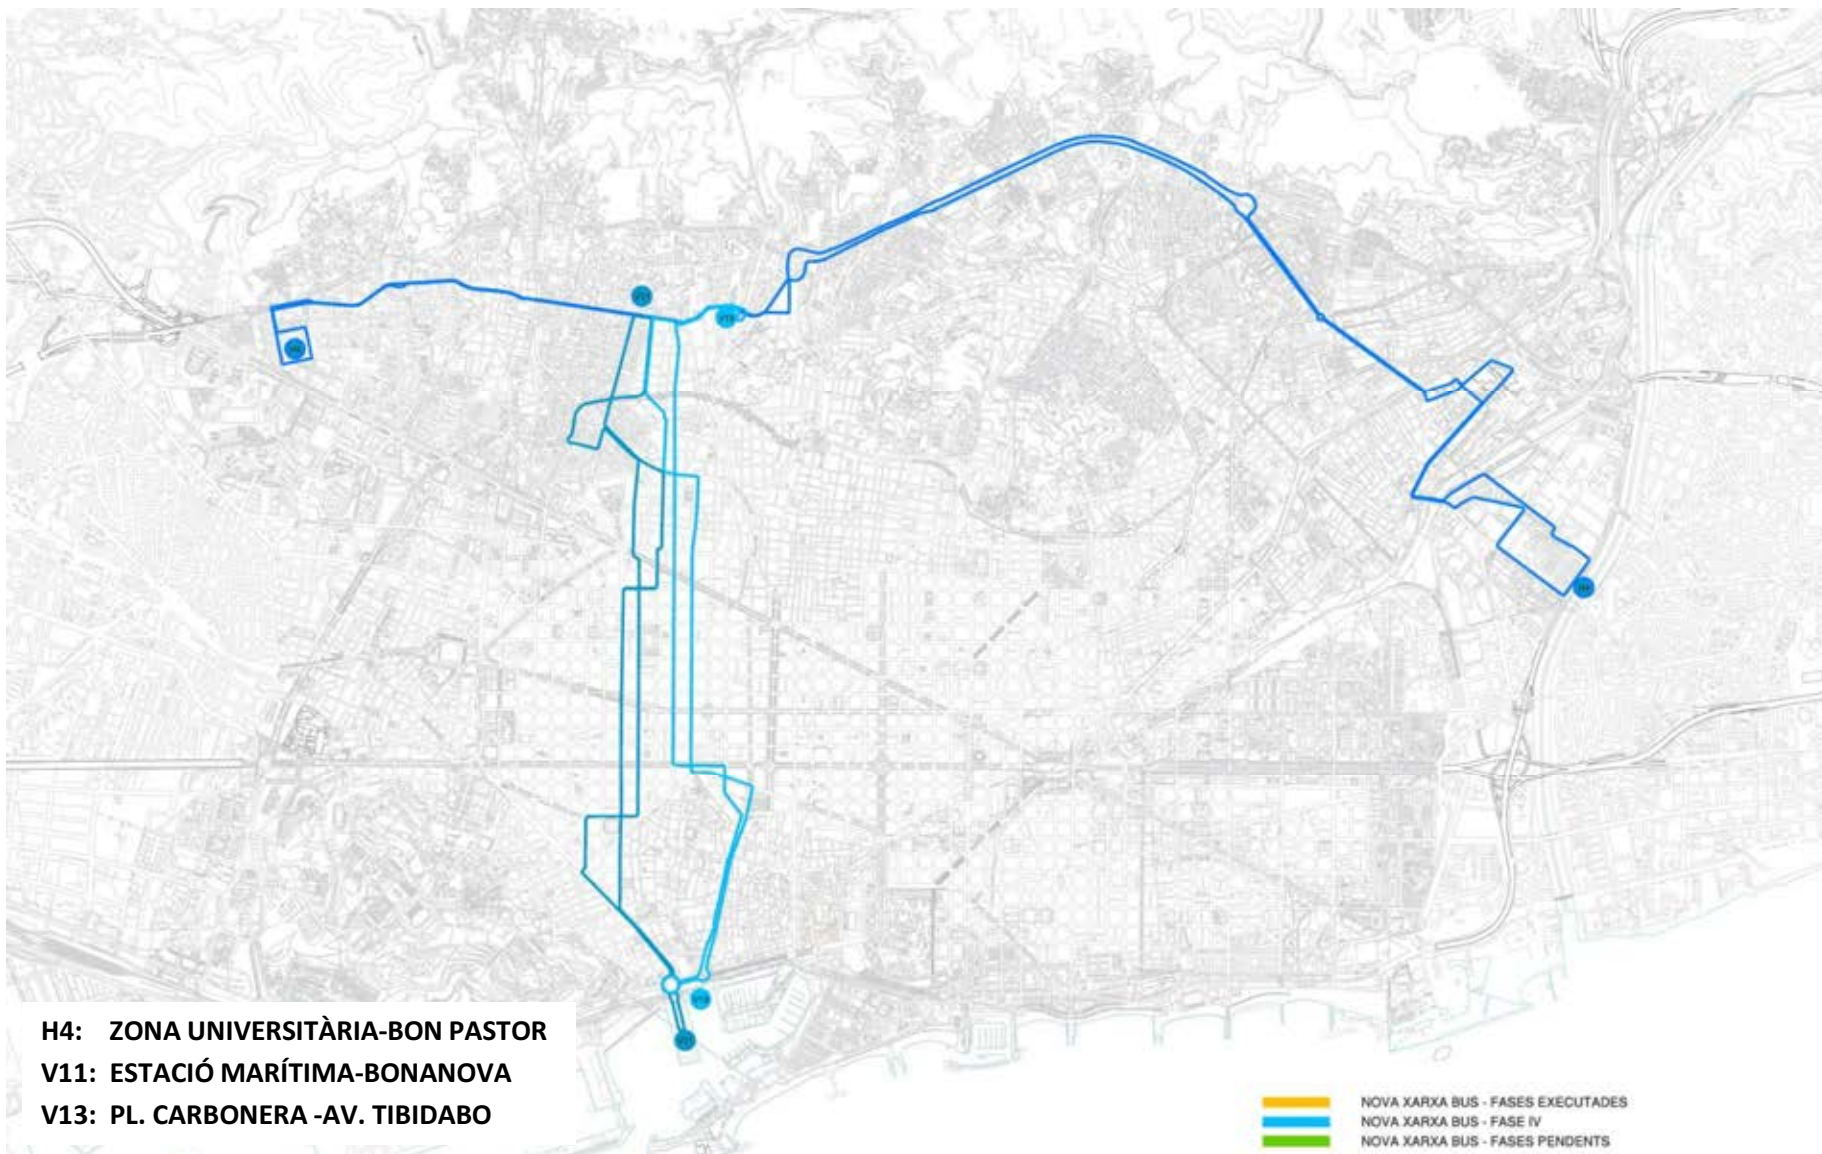 H4: ZONA UNIVERSITÀRIA-BON PASTOR
V11: ESTACIÓ MARÍTIMA-BONANOVA
V13: PL. CARBONERA -AV. TIBIDABO
NOVA XARXA BUS - FASES EXECUTADES
NOVA XARXA BUS - FASE IV
NOVA XARXA BUS - FASES PENDENTS